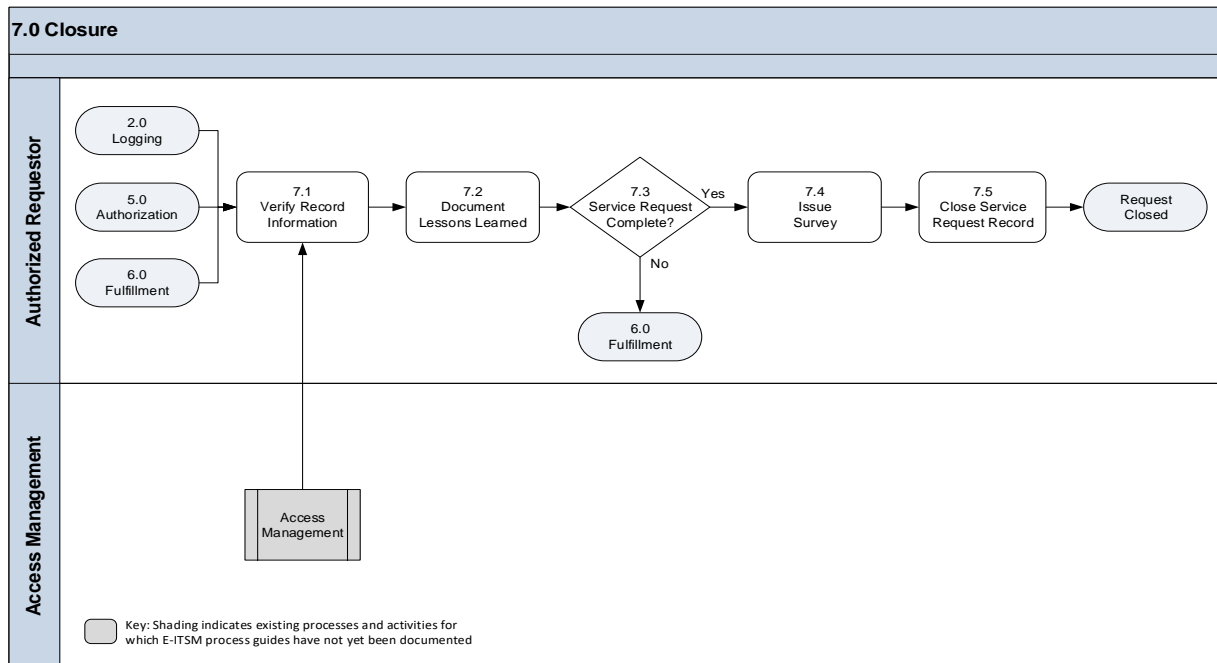 7.0 Closure
Authorized Requestor
2.0
Logging
5.0
Authorization
6.0
Fulfillment
7.1
Verify Record
Information
7.2
Document
Lessons Learned
7.3
Service Request
Complete?
Yes
No
6.0
Fulfillment
7.4
Issue
Survey
7.5
Close Service
Request Record
Request
Closed
Access Management
Access
Management
Key: Shading indicates existing processes and activities for
which E-ITSM process guides have not yet been documented